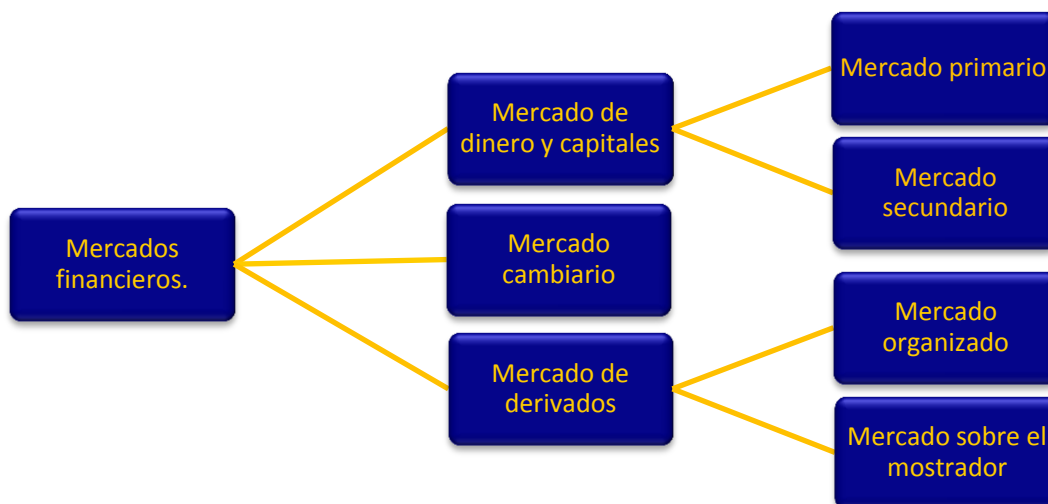 Mercados
financieros.
Mercado de
dinero y capitales
Mercado
cambiario
Mercado de
derivados
Mercado primario
Mercado
secundario
Mercado
organizado
Mercado sobre el
mostrador